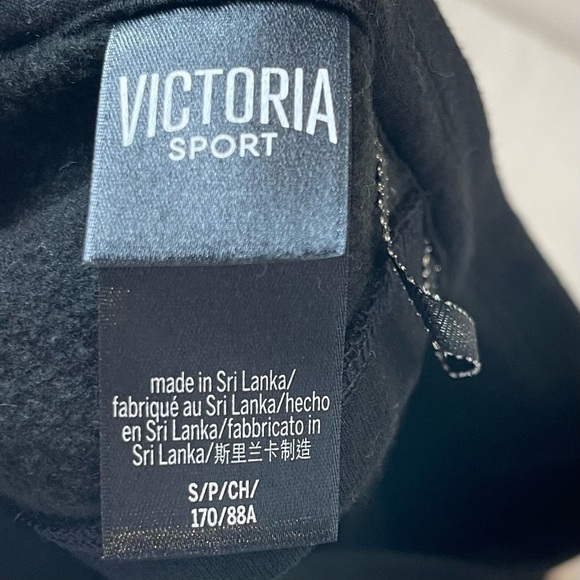 VICTORIA
SPORT
made in Sri Lanka/
fabriqué au Sri Lanka/hecho
en Sri Lanka/fabbricato in
Sri Lanka/斯里兰卡制造
S/P/CH/
170/88A